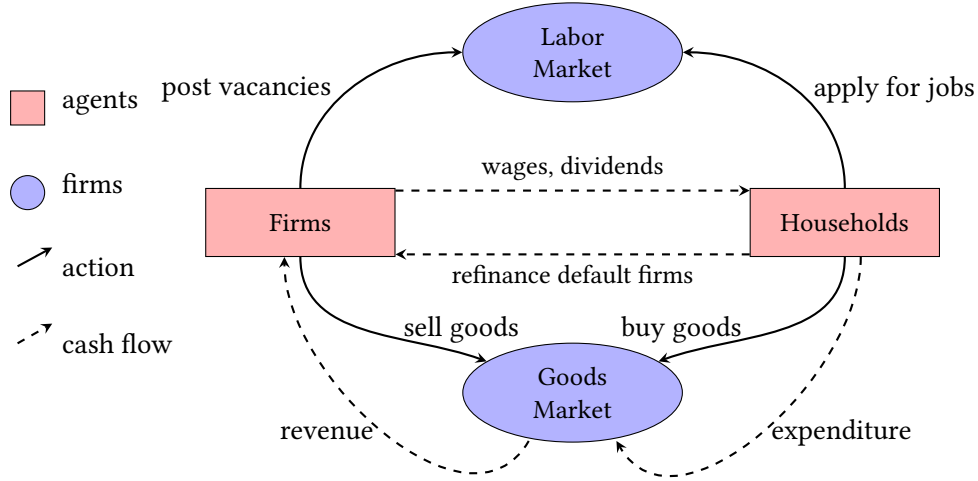 Labor
Market
post vacancies
apply for jobs
agents
wages, dividends
firms
Firms
Households
action
refinance default firms
sell goods
buy goods
cash flow
Goods
Market
revenue
expenditure